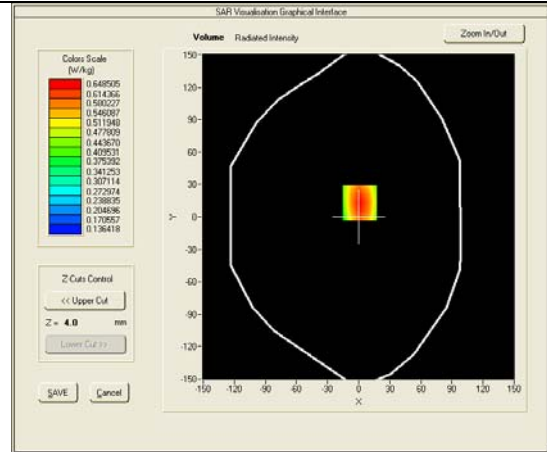 SAR Visualisation Graphical Interface
Volume Radiated Intensity
Zoom In/Out
Colors Scale
(W/kg)
0.648505
0.614366
0.580227
0.546087
0.511948
0.477809
0.443670
0.409531
0.375392
0.341253
0.307114
0.272974
0.238835
0.204696
0.170557
0.136418
Z-Cuts Control
<< Upper Cut
Z = 4.0 mm
Lower Cut >>
SAVE Cancel
150
120
90
60
30
0
-30
-60
-90
-120
-150
Y
-150 -120 -90 -60 -30 0 30 60 90 120 150
X